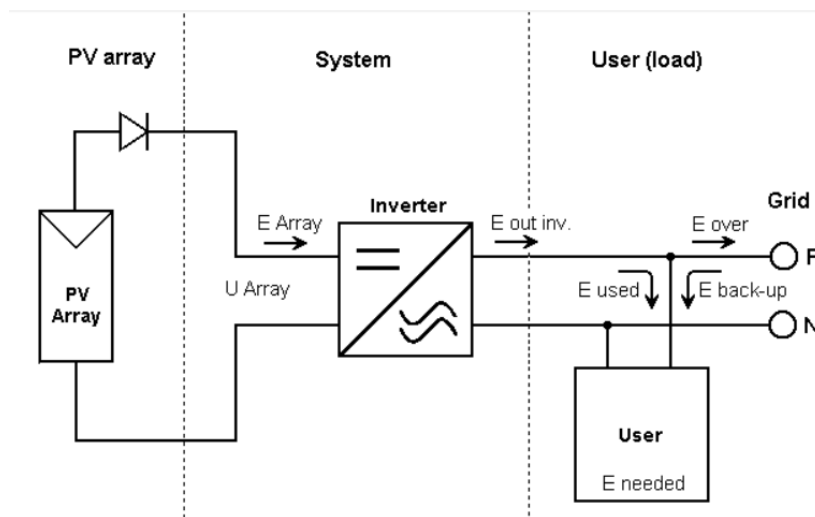 PV array
System
User (load)
Inverter
Grid
E Array
E out inv.
E over
PV
Array
U Array
E used
E back-up
N
User
E needed